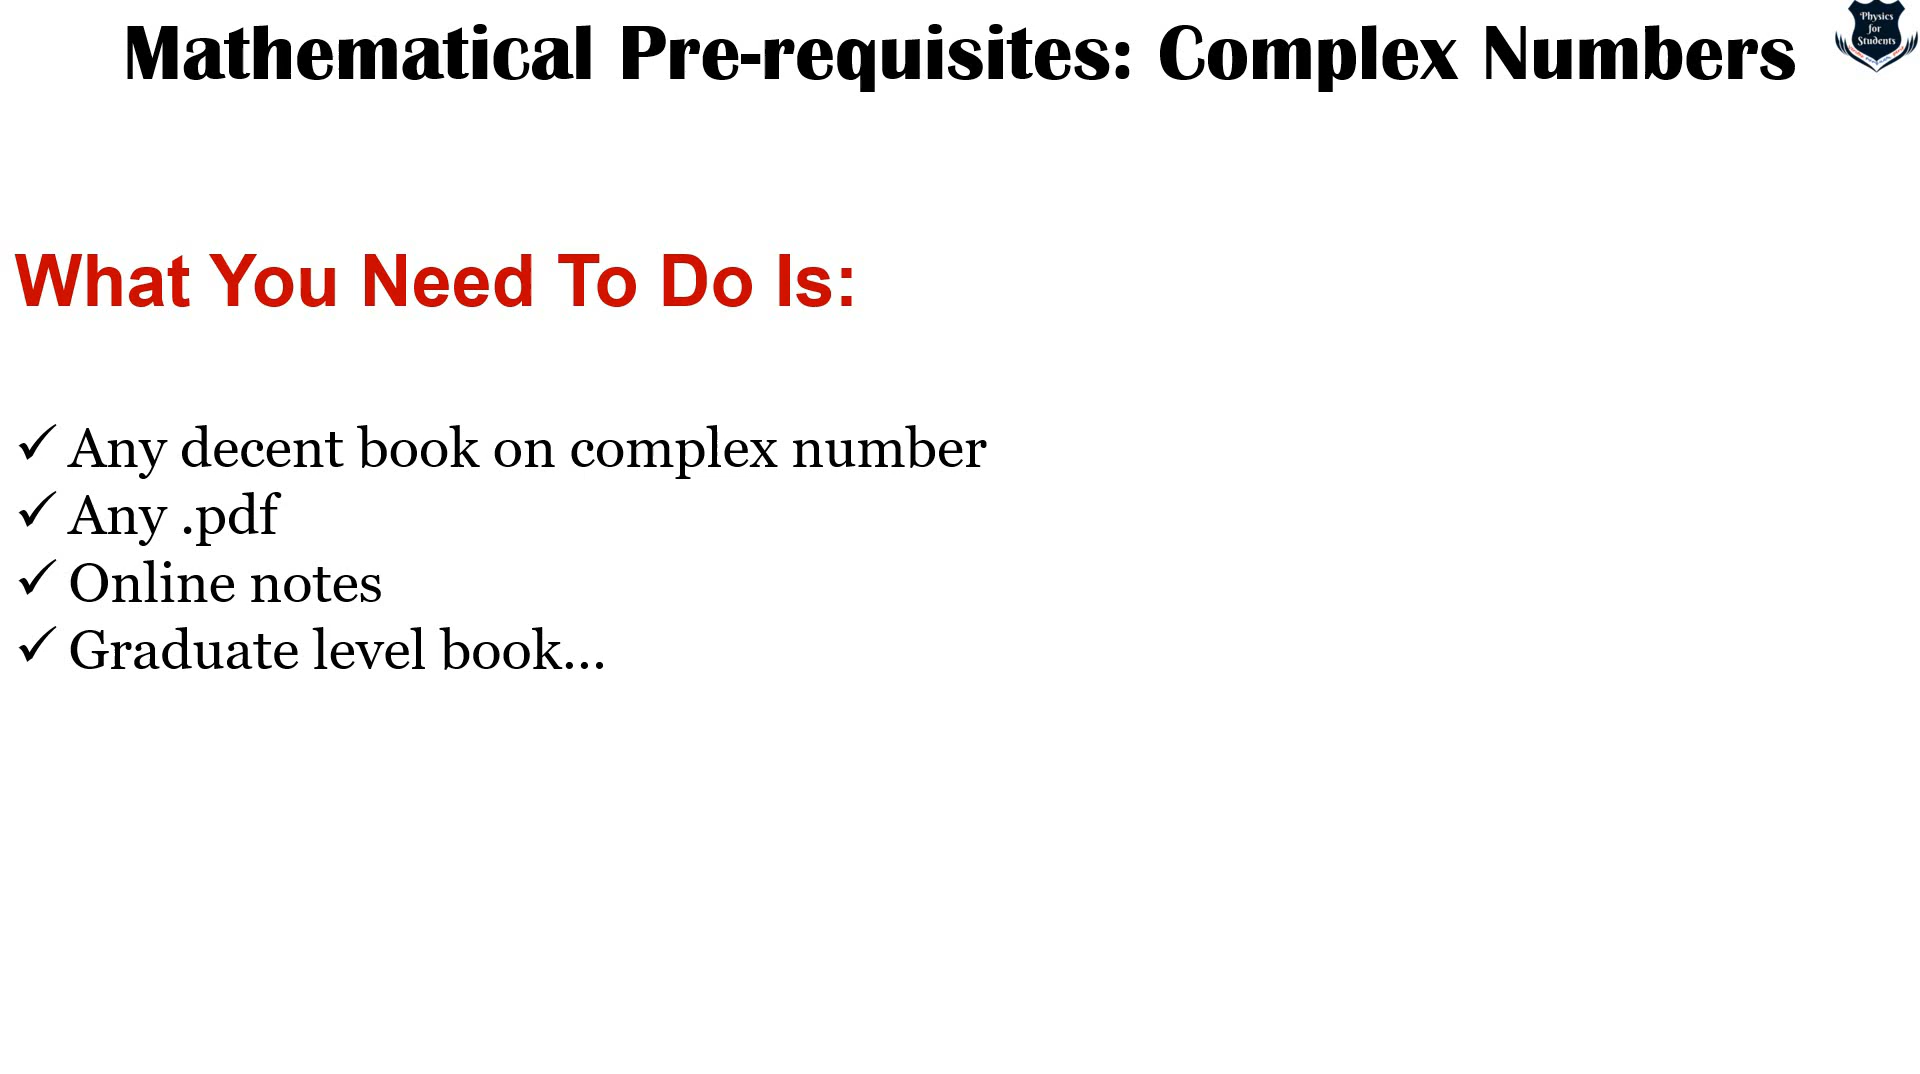 Mathematical Pre-requisites: Complex Numbers
Physics
for
Students
What You Need To Do Is:
✓ Any decent book on complex number
✓ Any .pdf
✓ Online notes
✓ Graduate level book...